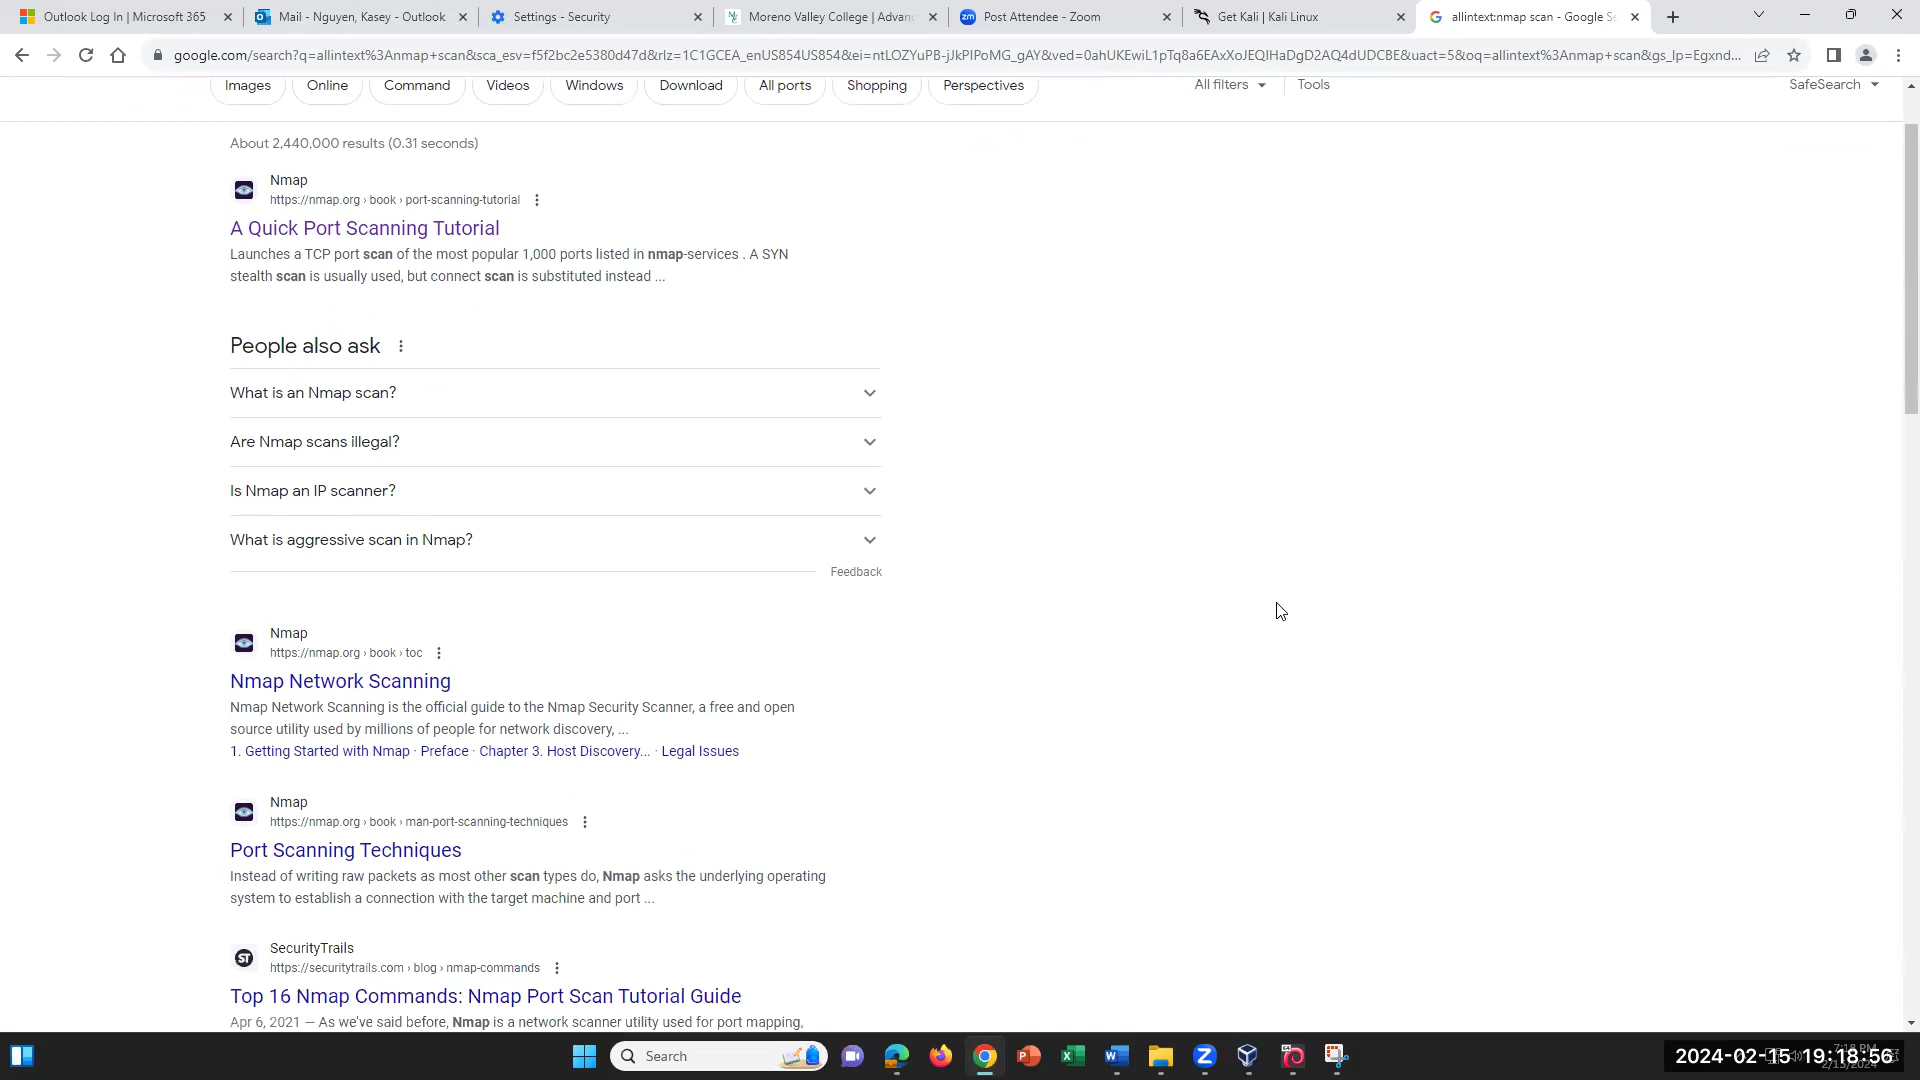 Outlook Log In | Microsoft 365
Mail - Nguyen, Kasey - Outlook
Settings - Security
Moreno Valley College | Advanc
Post Attendee - Zoom
Get Kali | Kali Linux
allintext:nmap scan - Google Se
google.com/search?q=allintext%3Anmap+scan&sca_esv=f5f2bc2e5380d47d&rlz=1C1GCEA_enUS854US854&ei=ntLOZYuPB-jJkPIPoMG_gAY&ved=0ahUKEwiL1pTq8a6EAxXoJEQIHaDgD2AQ4dUDCBE&uact=5&oq=allintext%3Anmap+scan&gs_lp=Egxnd...
Images
Online
Command
Videos
Windows
Download
All ports
Shopping
Perspectives
All filters
Tools
SafeSearch
About 2,440,000 results (0.31 seconds)
Nmap
https://nmap.org › book › port-scanning-tutorial
A Quick Port Scanning Tutorial
Launches a TCP port scan of the most popular 1,000 ports listed in nmap-services . A SYN
stealth scan is usually used, but connect scan is substituted instead ...
People also ask
What is an Nmap scan?
Are Nmap scans illegal?
Is Nmap an IP scanner?
What is aggressive scan in Nmap?
Feedback
Nmap
https://nmap.org › book › toc
Nmap Network Scanning
Nmap Network Scanning is the official guide to the Nmap Security Scanner, a free and open
source utility used by millions of people for network discovery, ...
1. Getting Started with Nmap · Preface · Chapter 3. Host Discovery... · Legal Issues
Nmap
https://nmap.org › book › man-port-scanning-techniques
Port Scanning Techniques
Instead of writing raw packets as most other scan types do, Nmap asks the underlying operating
system to establish a connection with the target machine and port ...
ST
SecurityTrails
https://securitytrails.com › blog › nmap-commands
Top 16 Nmap Commands: Nmap Port Scan Tutorial Guide
Apr 6, 2021 — As we've said before, Nmap is a network scanner utility used for port mapping,
Search
2024-02-15 19:18:56